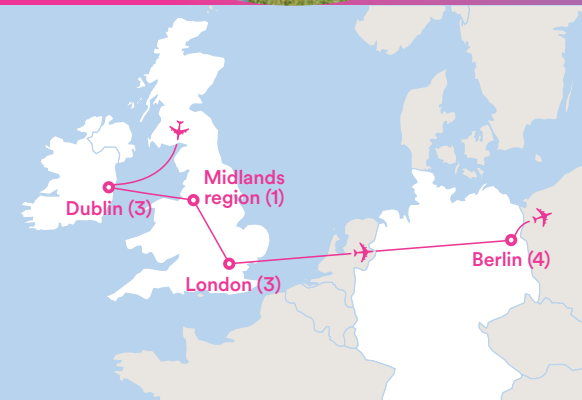 Midlands
region (1)
Dublin (3)
London (3)
Berlin (4)